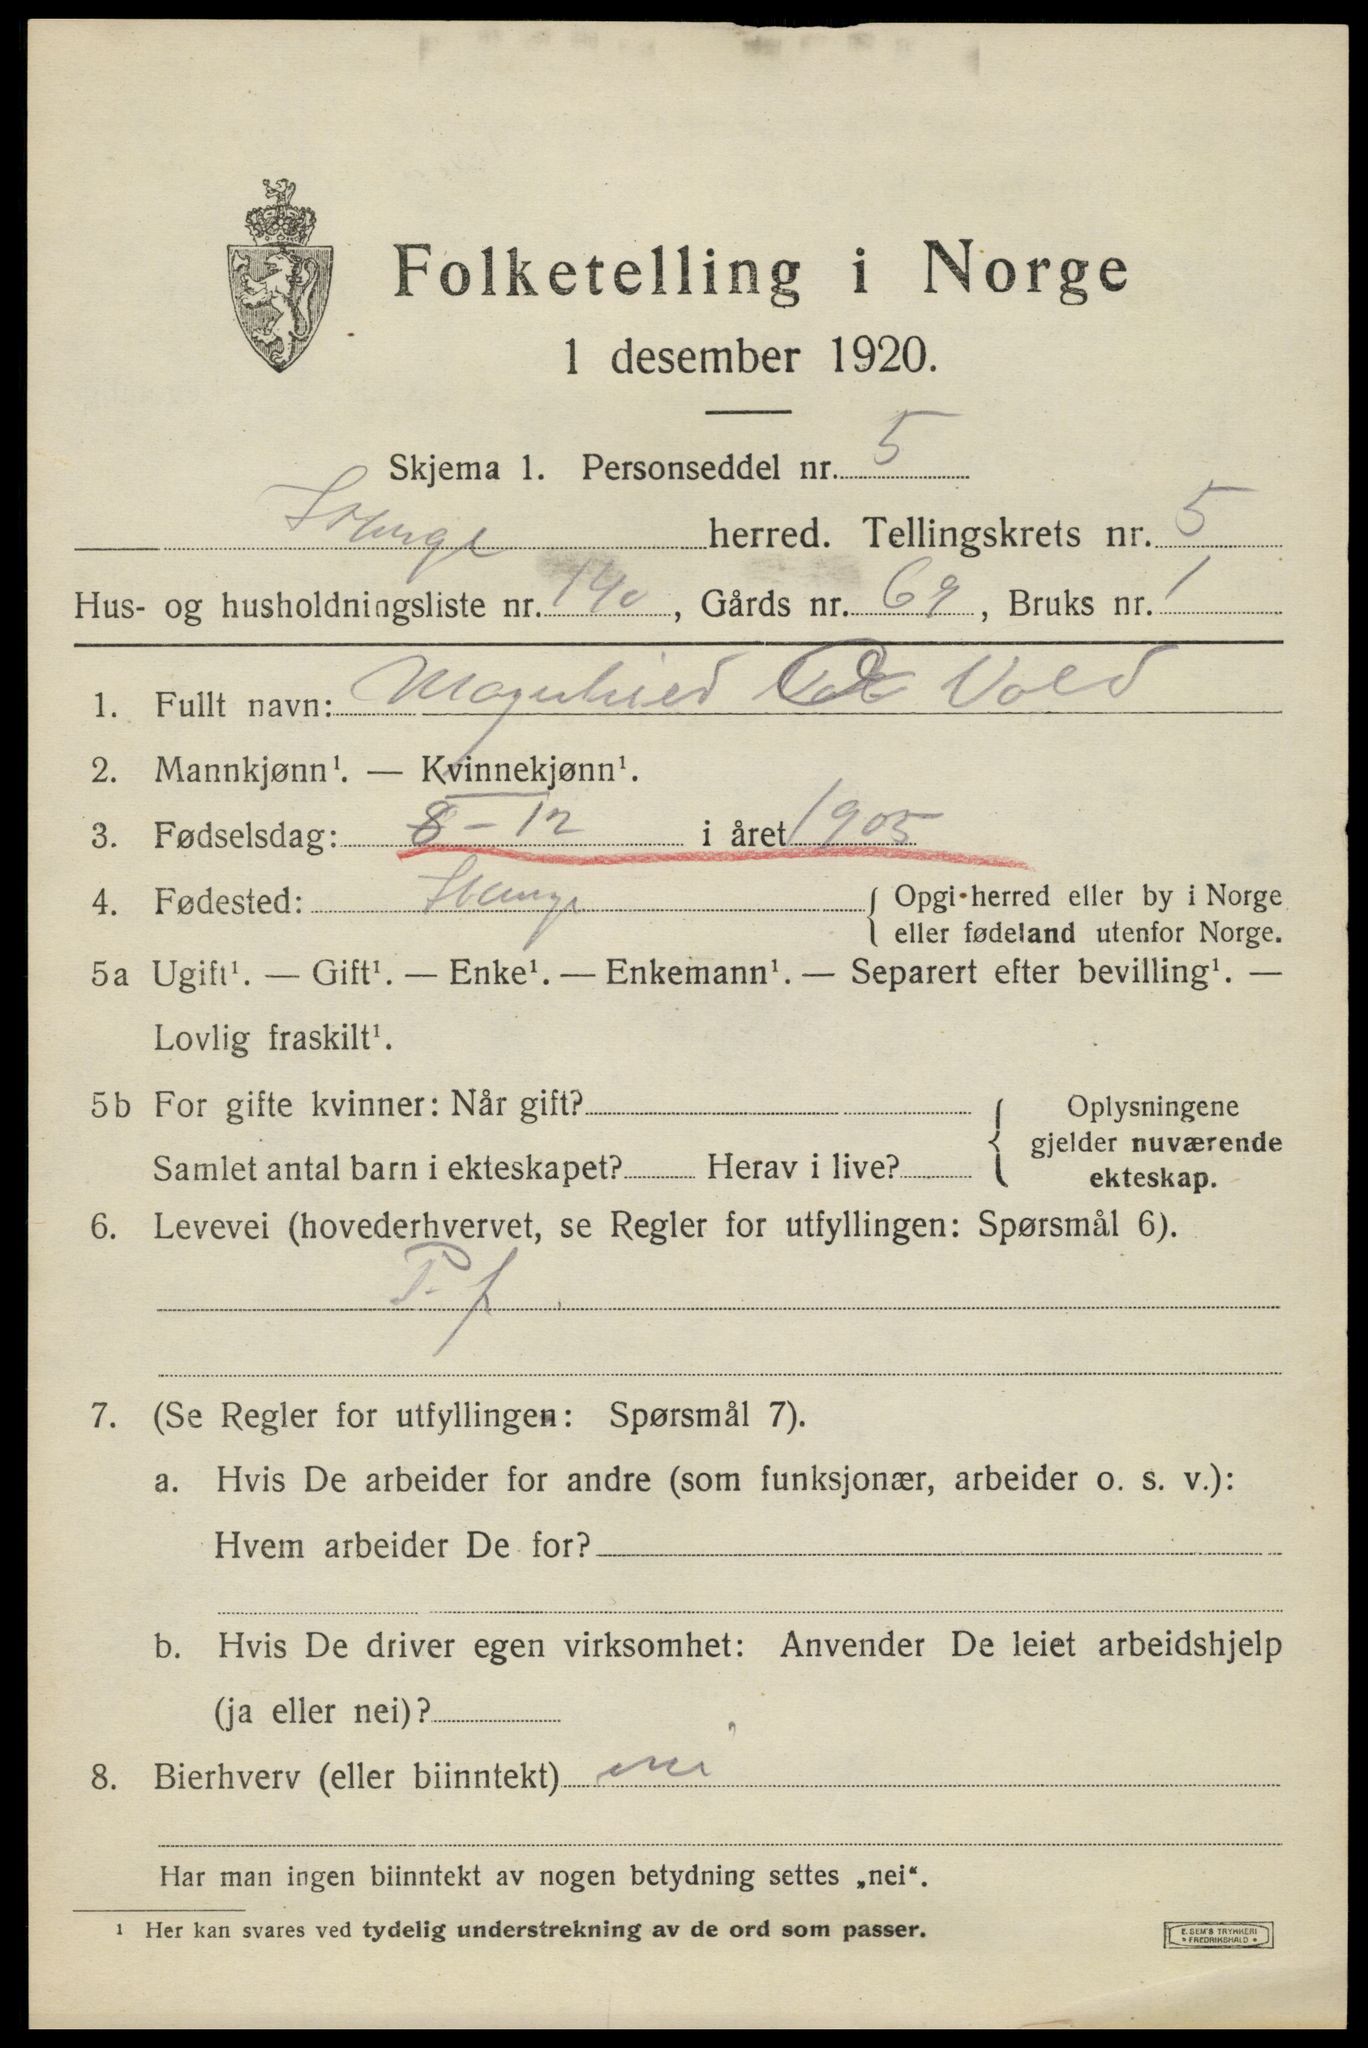 Folketelling i Norge
1 desember 1920.
Skjema 1. Personseddel nr. 5
Stange herred. Tellingskrets nr. 5
Hus- og husholdningsliste nr. 140, Gårds nr. 69, Bruks nr. 1
1. Fullt navn: Vold
2. Mannkjønn¹. — Kvinnekjønn¹.
3. Fødselsdag: 8-12 i året 1905
4. Fødested: Stange { Opgi herred eller by i Norge
eller fødeland utenfor Norge.
5a Ugift¹. — Gift¹. — Enke¹. — Enkemann¹. — Separert efter bevilling¹. —
Lovlig fraskilt¹.
5b For gifte kvinner: Når gift? { Oplysningene
gjelder nuværende
Samlet antal barn i ekteskapet? Herav i live? ekteskap.
6. Levevei (hovederhvervet, se Regler for utfyllingen: Spørsmål 6).
P. f
7. (Se Regler for utfyllingen: Spørsmål 7).
a. Hvis De arbeider for andre (som funksjonær, arbeider o. s. v.):
Hvem arbeider De for?
b. Hvis De driver egen virksomhet: Anvender De leiet arbeidshjelp
(ja eller nei)?
8. Bierhverv (eller biinntekt) nei
Har man ingen biinntekt av nogen betydning settes „nei“.
¹ Her kan svares ved tydelig understrekning av de ord som passer.
E. SEM'S TRYKKERI
* FREDRIKSHALD *